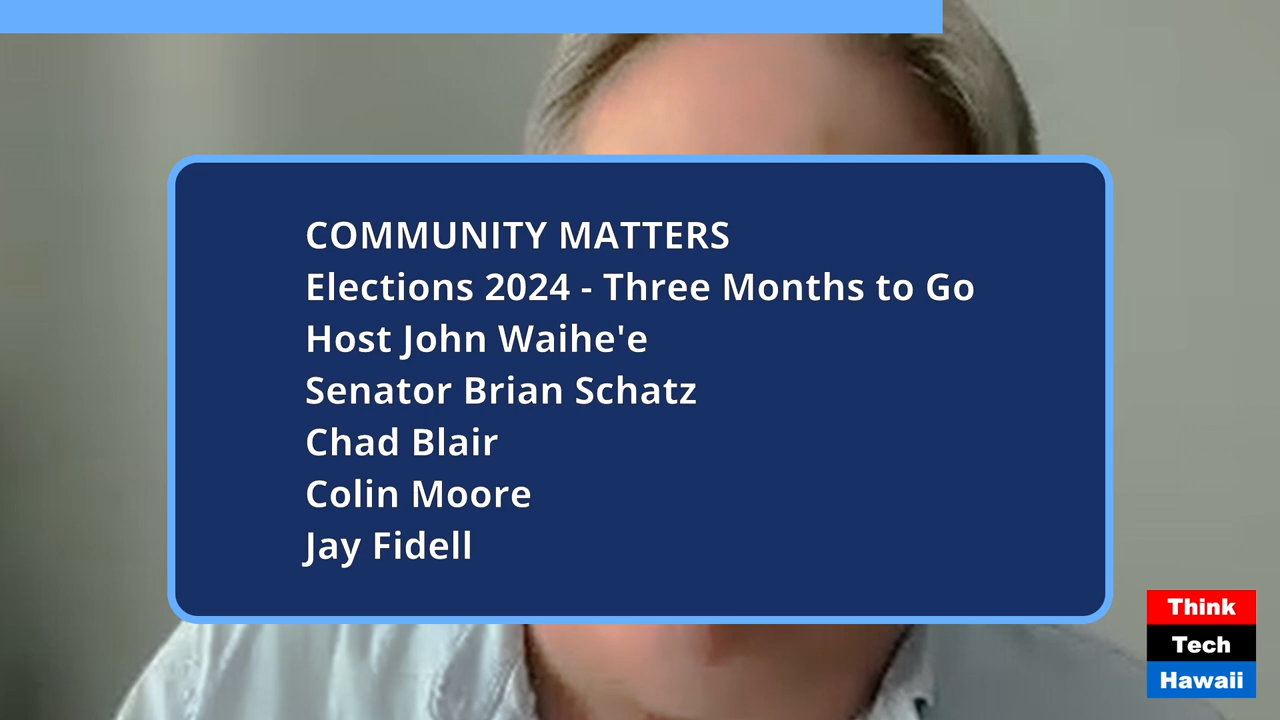 COMMUNITY MATTERS
Elections 2024 - Three Months to Go
Host John Waihe'e
Senator Brian Schatz
Chad Blair
Colin Moore
Jay Fidell
Think
Tech
Hawaii